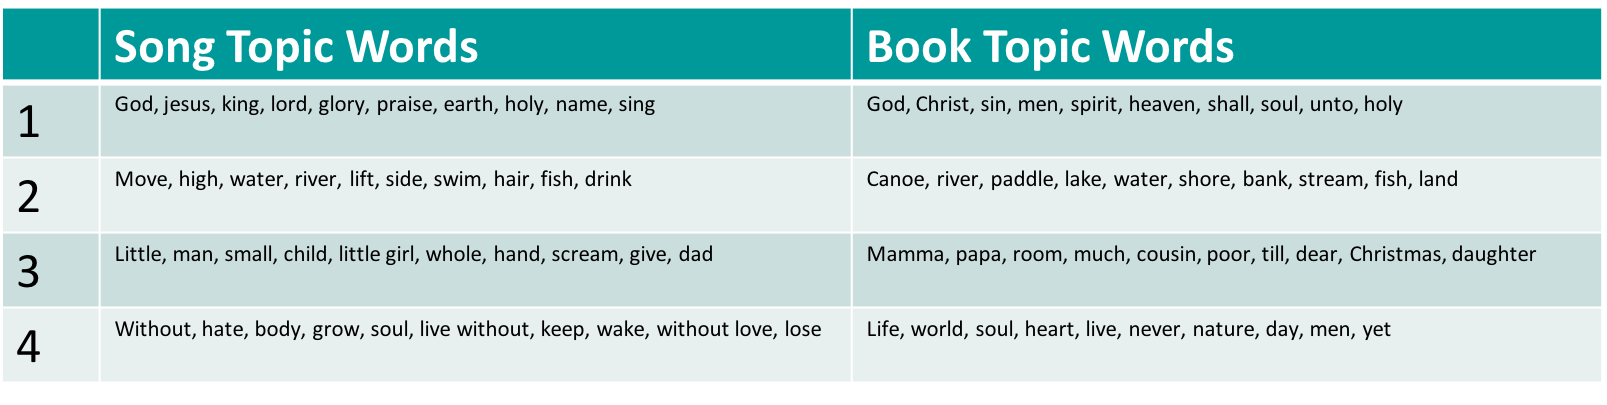 Song Topic Words Book Topic Words
1 God, jesus, king, lord, glory, praise, earth, holy, name, sing God, Christ, sin, men, spirit, heaven, shall, soul, unto, holy
2 Move, high, water, river, lift, side, swim, hair, fish, drink Canoe, river, paddle, lake, water, shore, bank, stream, fish, land
3 Little, man, small, child, little girl, whole, hand, scream, give, dad Mamma, papa, room, much, cousin, poor, till, dear, Christmas, daughter
4 Without, hate, body, grow, soul, live without, keep, wake, without love, lose Life, world, soul, heart, live, never, nature, day, men, yet